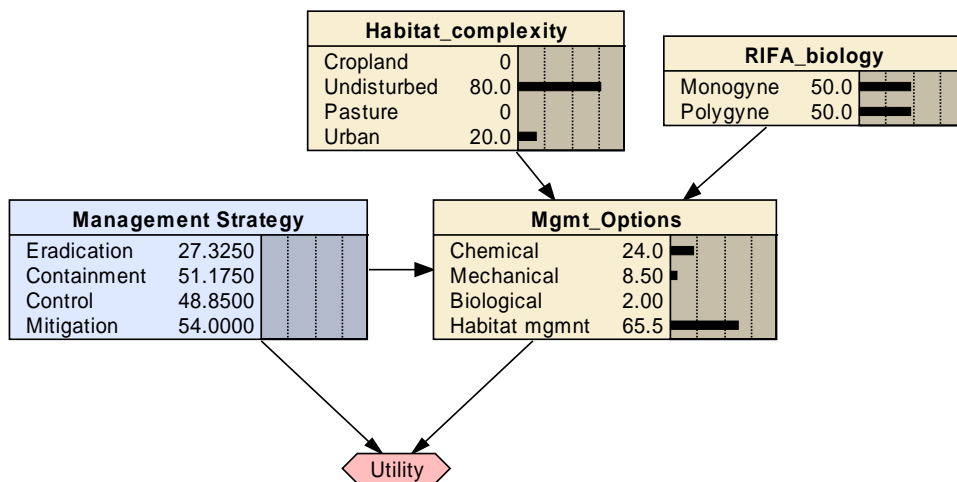 Habitat_complexity
Cropland 0
Undisturbed 80.0
Pasture 0
Urban 20.0
RIFA_biology
Monogyne 50.0
Polygyne 50.0
Management Strategy
Eradication 27.3250
Containment 51.1750
Control 48.8500
Mitigation 54.0000
Mgmt_Options
Chemical 24.0
Mechanical 8.50
Biological 2.00
Habitat mgmnt 65.5
Utility